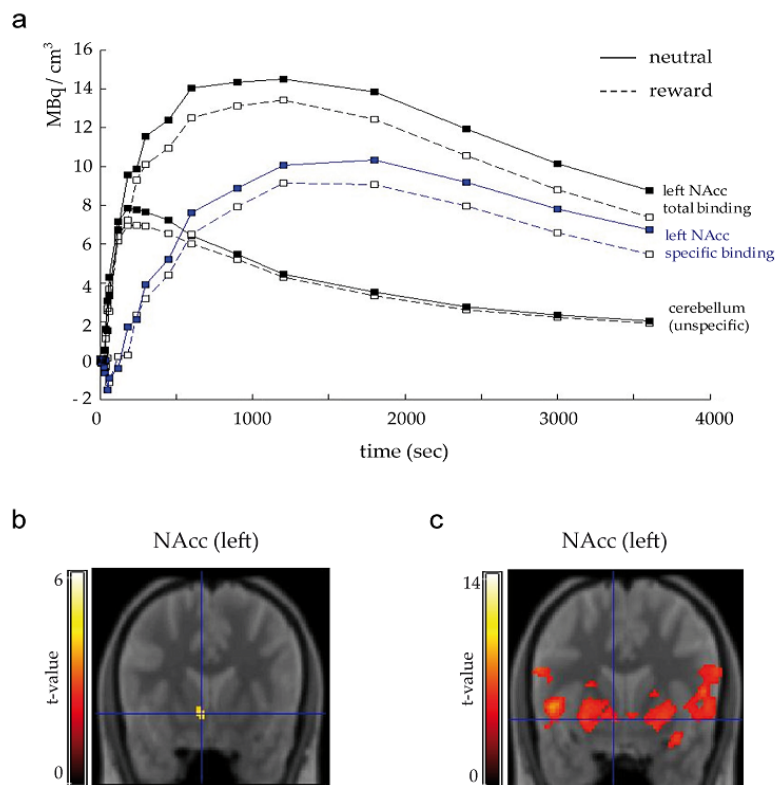 a
MBq / cm³
16
14
12
10
8
6
4
2
0
- 2
0
1000
2000
3000
4000
time (sec)
neutral
reward
left NAcc
total binding
left NAcc
specific binding
cerebellum
(unspecific)
b
NAcc (left)
6
t-value
0
c
NAcc (left)
14
t-value
0